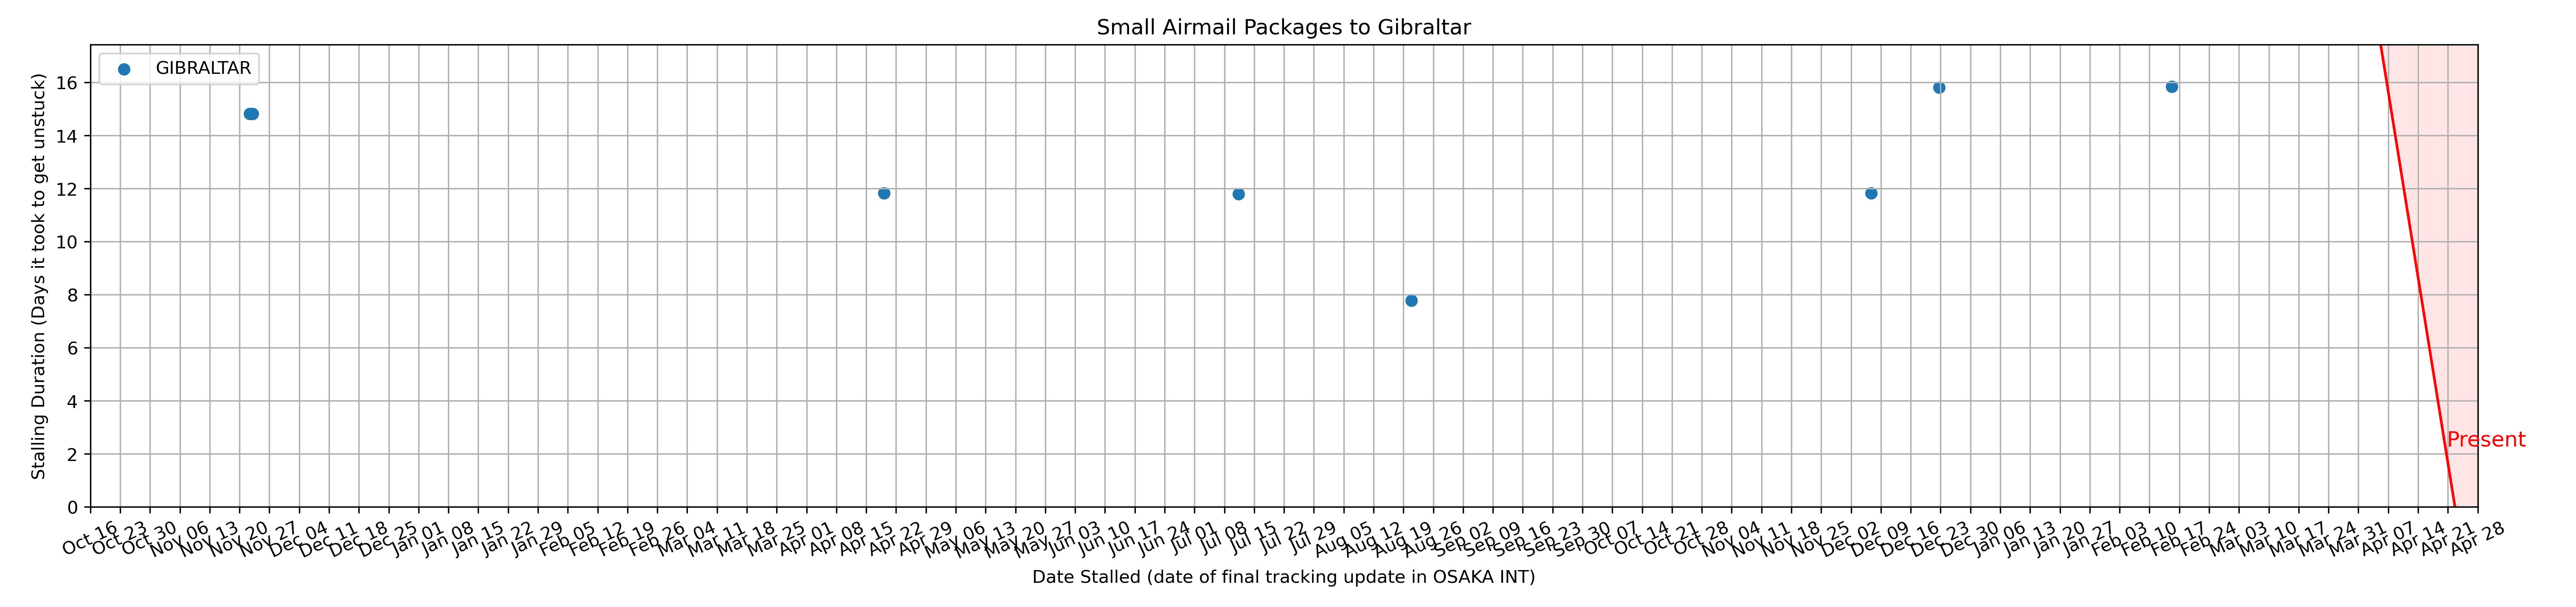 Small Airmail Packages to Gibraltar
GIBRALTAR
Stalling Duration (Days it took to get unstuck)
16
14
12
10
8
6
4
2
0
Present
Oct 16
Oct 23
Oct 30
Nov 06
Nov 13
Nov 20
Nov 27
Dec 04
Dec 11
Dec 18
Dec 25
Jan 01
Jan 08
Jan 15
Jan 22
Jan 29
Feb 05
Feb 12
Feb 19
Feb 26
Mar 04
Mar 11
Mar 18
Mar 25
Apr 01
Apr 08
Apr 15
Apr 22
Apr 29
May 06
May 13
May 20
May 27
Jun 03
Jun 10
Jun 17
Jun 24
Jul 01
Jul 08
Jul 15
Jul 22
Jul 29
Aug 05
Aug 12
Aug 19
Aug 26
Sep 02
Sep 09
Sep 16
Sep 23
Sep 30
Oct 07
Oct 14
Oct 21
Oct 28
Nov 04
Nov 11
Nov 18
Nov 25
Dec 02
Dec 09
Dec 16
Dec 23
Dec 30
Jan 06
Jan 13
Jan 20
Jan 27
Feb 03
Feb 10
Feb 17
Feb 24
Mar 03
Mar 10
Mar 17
Mar 24
Mar 31
Apr 07
Apr 14
Apr 21
Apr 28
Date Stalled (date of final tracking update in OSAKA INT)